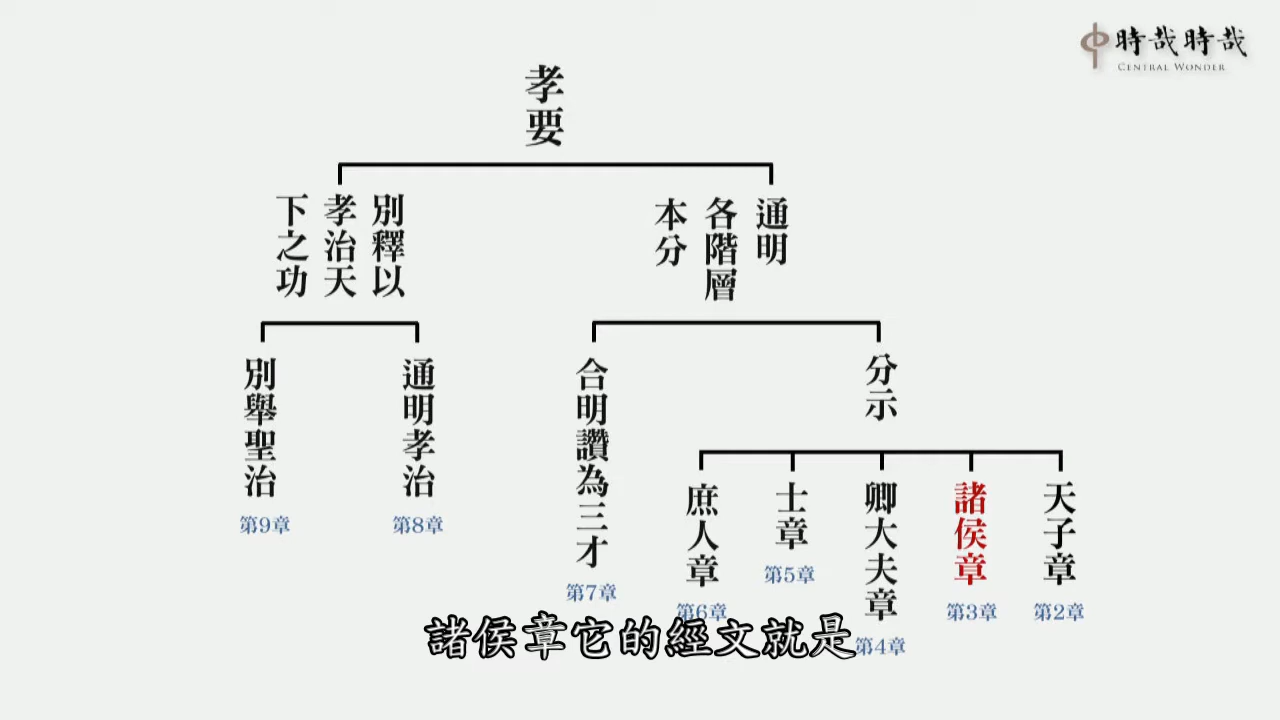 時哉時哉
CENTRAL WONDER
孝要
通明
各階層
本分
別釋以
孝治天
下之功
分示
合明讚為三才
第7章
通明孝治
第8章
別舉聖治
第9章
天子章
第2章
諸侯章
第3章
卿大夫章
第4章
士章
第5章
庶人章
第6章
諸侯章它的經文就是